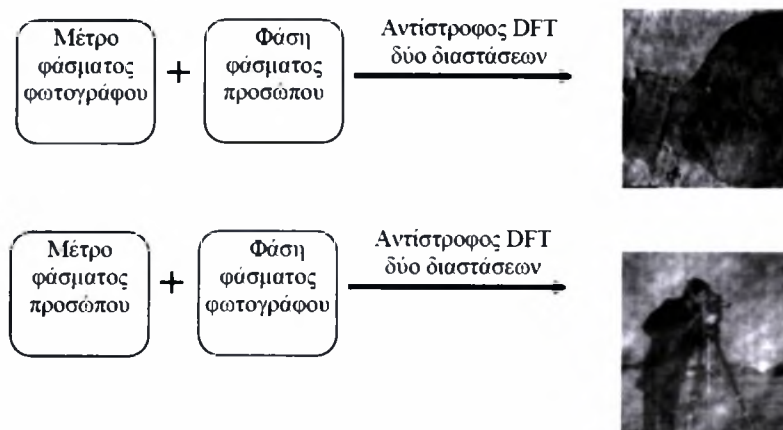 Μέτρο
φάσματος
φωτογράφου
+
Φάση
φάσματος
προσώπου
Αντίστροφος DFT
δύο διαστάσεων
Μέτρο
φάσματος
προσώπου
+
Φάση
φάσματος
φωτογράφου
Αντίστροφος DFT
δύο διαστάσεων